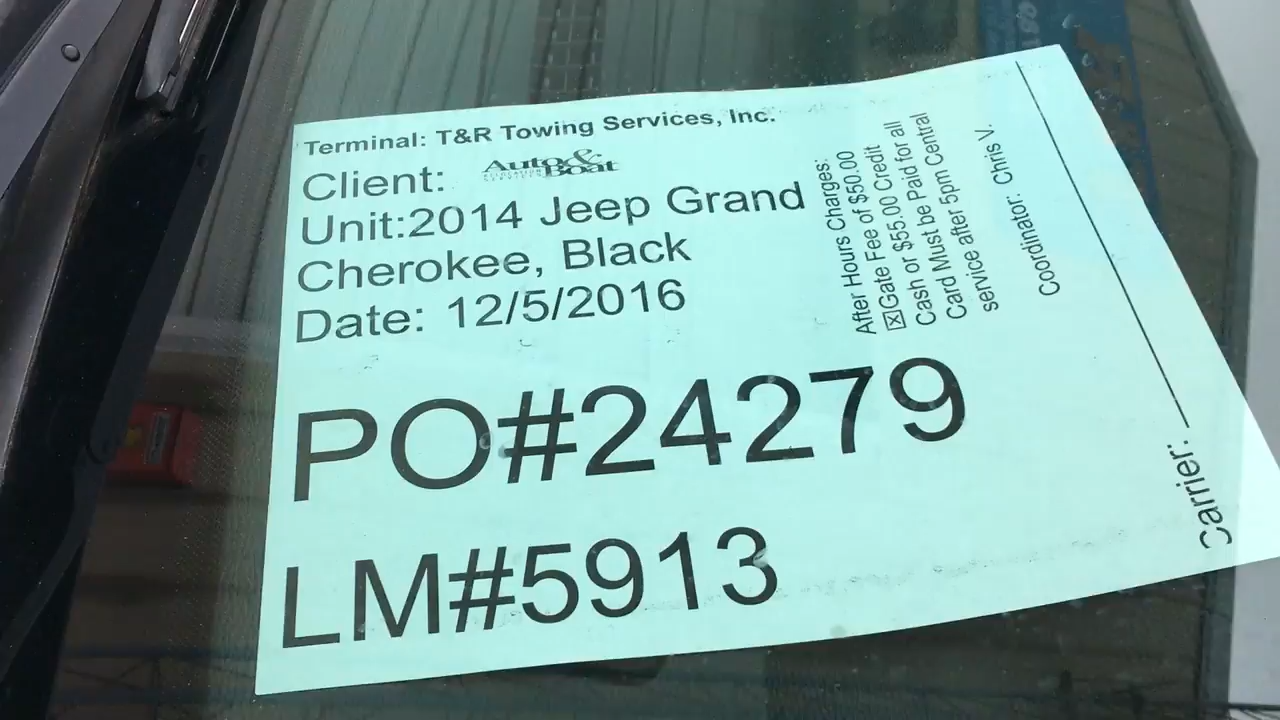 Terminal: T&R Towing Services, Inc.
Client: Auto& Boat
Unit:2014 Jeep Grand
Cherokee, Black
Date: 12/5/2016
PO#24279
LM#5913
After Hours Charges:
☒Gate Fee of $50.00
Cash or $55.00 Credit
Card Must be Paid for all
service after 5pm Central
Coordinator: Chris V.
Carrier: